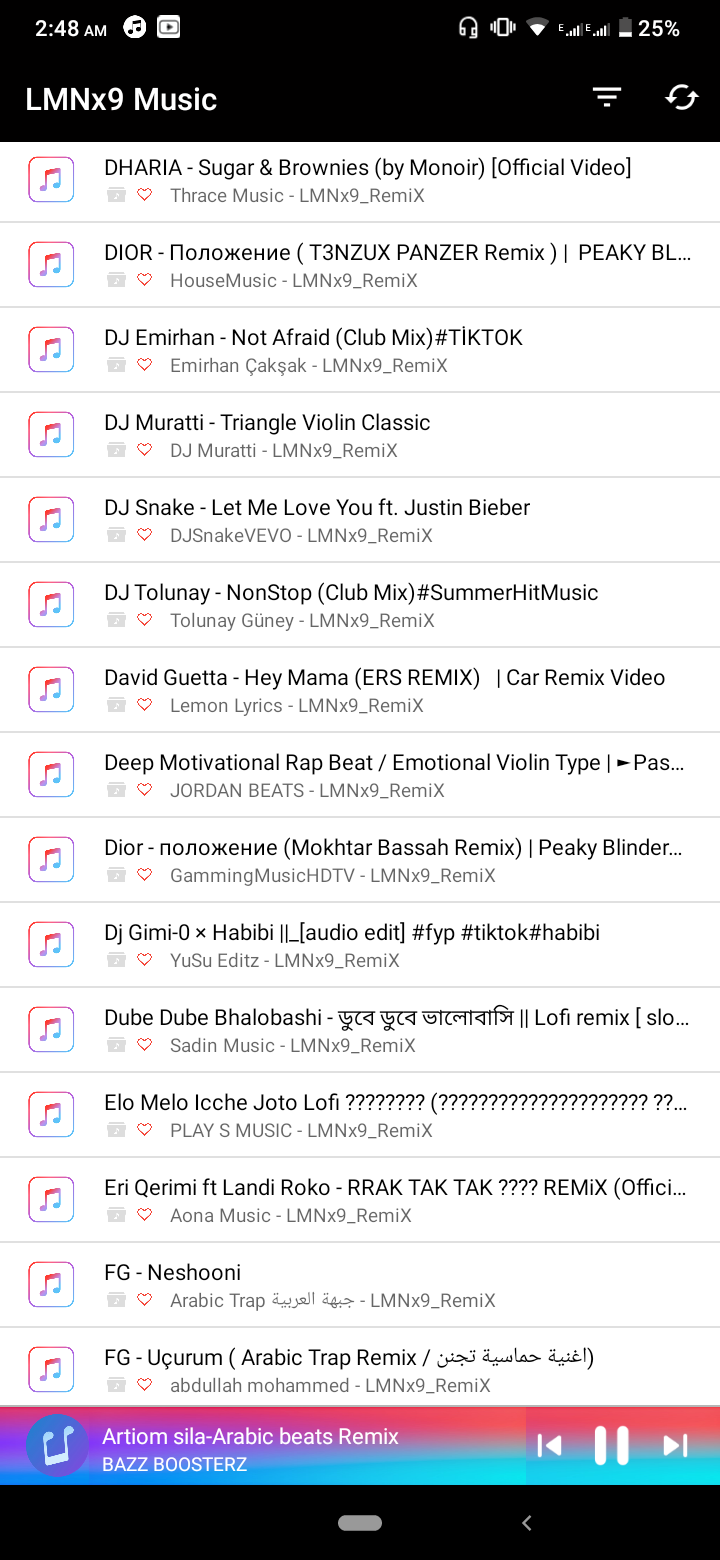 2:48 AM
E E 25%
LMNx9 Music
DHARIA - Sugar & Brownies (by Monoir) [Official Video]
Thrace Music - LMNx9_RemiX
DIOR - Положение ( T3NZUX PANZER Remix ) | PEAKY BL...
HouseMusic - LMNx9_RemiX
DJ Emirhan - Not Afraid (Club Mix)#TİKTOK
Emirhan Çakşak - LMNx9_RemiX
DJ Muratti - Triangle Violin Classic
DJ Muratti - LMNx9_RemiX
DJ Snake - Let Me Love You ft. Justin Bieber
DJSnakeVEVO - LMNx9_RemiX
DJ Tolunay - NonStop (Club Mix)#SummerHitMusic
Tolunay Güney - LMNx9_RemiX
David Guetta - Hey Mama (ERS REMIX) | Car Remix Video
Lemon Lyrics - LMNx9_RemiX
Deep Motivational Rap Beat / Emotional Violin Type | ►Pas...
JORDAN BEATS - LMNx9_RemiX
Dior - положение (Mokhtar Bassah Remix) | Peaky Blinder...
GammingMusicHDTV - LMNx9_RemiX
Dj Gimi-0 × Habibi ||_[audio edit] #fyp #tiktok#habibi
YuSu Editz - LMNx9_RemiX
Dube Dube Bhalobashi - ডুবে ডুবে ভালোবাসি || Lofi remix [ slo...
Sadin Music - LMNx9_RemiX
Elo Melo Icche Joto Lofi ???????? (????????????????????? ??...
PLAY S MUSIC - LMNx9_RemiX
Eri Qerimi ft Landi Roko - RRAK TAK TAK ???? REMiX (Offici...
Aona Music - LMNx9_RemiX
FG - Neshooni
Arabic Trap جبهة العربية - LMNx9_RemiX
FG - Uçurum ( Arabic Trap Remix / اغنية حماسية تجنن)
abdullah mohammed - LMNx9_RemiX
Artiom sila-Arabic beats Remix
BAZZ BOOSTERZ